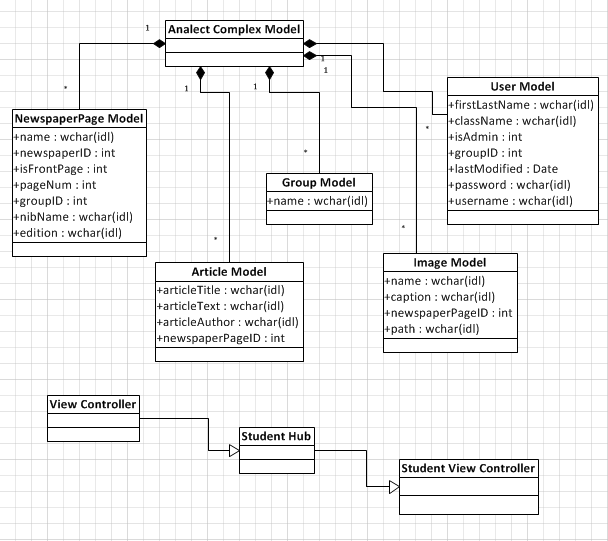 Analect Complex Model
1
*
1
1
1
1
*
*
*
*
NewspaperPage Model
+name : wchar(idl)
+newspaperID : int
+isFrontPage : int
+pageNum : int
+groupID : int
+nibName : wchar(idl)
+edition : wchar(idl)
User Model
+firstLastName : wchar(idl)
+className : wchar(idl)
+isAdmin : int
+groupID : int
+lastModified : Date
+password : wchar(idl)
+username : wchar(idl)
Group Model
+name : wchar(idl)
Article Model
+articleTitle : wchar(idl)
+articleText : wchar(idl)
+articleAuthor : wchar(idl)
+newspaperPageID : int
Image Model
+name : wchar(idl)
+caption : wchar(idl)
+newspaperPageID : int
+path : wchar(idl)
View Controller
Student Hub
Student View Controller